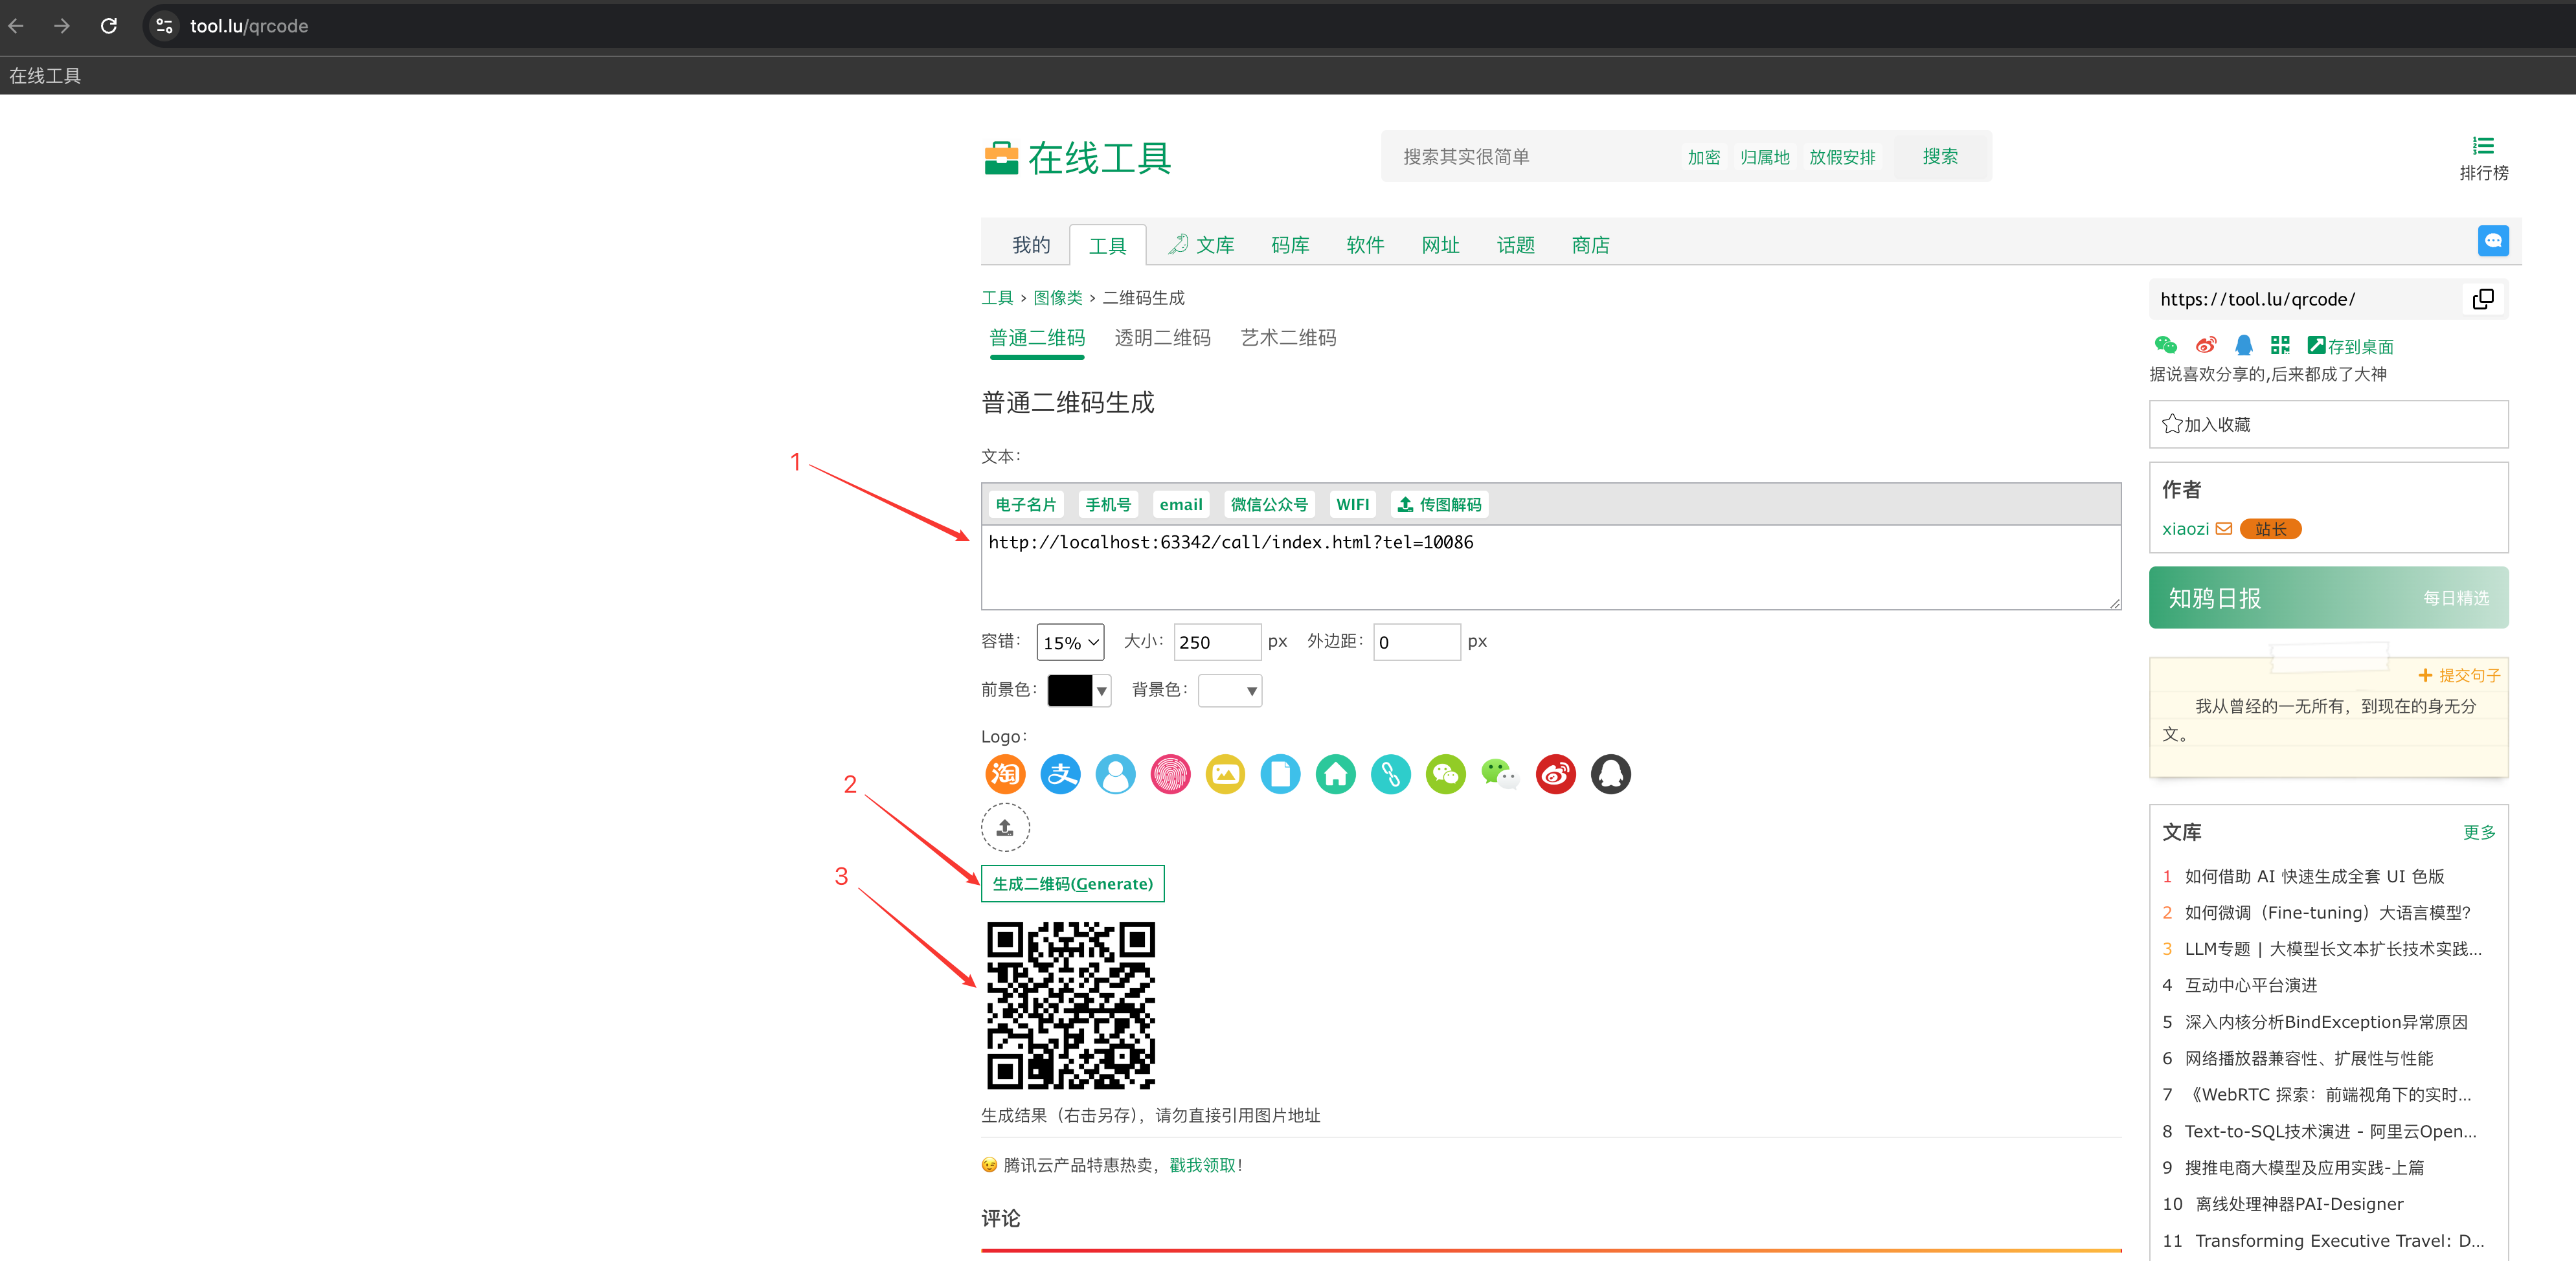 tool.lu/qrcode
在线工具
在线工具
搜索其实很简单 加密 归属地 放假安排 搜索
排行榜
我的 工具 文库 码库 软件 网址 话题 商店
工具 › 图像类 › 二维码生成
普通二维码 透明二维码 艺术二维码
普通二维码生成
1
文本：
电子名片 手机号 email 微信公众号 WIFI 传图解码
http://localhost:63342/call/index.html?tel=10086
容错： 15% 大小： 250 px 外边距： 0 px
前景色： 背景色：
Logo：
淘 支
2
3
生成二维码(Generate)
生成结果（右击另存），请勿直接引用图片地址
腾讯云产品特惠热卖，戳我领取！
评论
https://tool.lu/qrcode/
存到桌面
据说喜欢分享的,后来都成了大神
加入收藏
作者
xiaozi 站长
知鸦日报 每日精选
提交句子
我从曾经的一无所有，到现在的身无分
文。
文库 更多
1 如何借助 AI 快速生成全套 UI 色版
2 如何微调（Fine-tuning）大语言模型？
3 LLM专题 | 大模型长文本扩长技术实践...
4 互动中心平台演进
5 深入内核分析BindException异常原因
6 网络播放器兼容性、扩展性与性能
7 《WebRTC 探索：前端视角下的实时...
8 Text-to-SQL技术演进 - 阿里云Open...
9 搜推电商大模型及应用实践-上篇
10 离线处理神器PAI-Designer
11 Transforming Executive Travel: D...